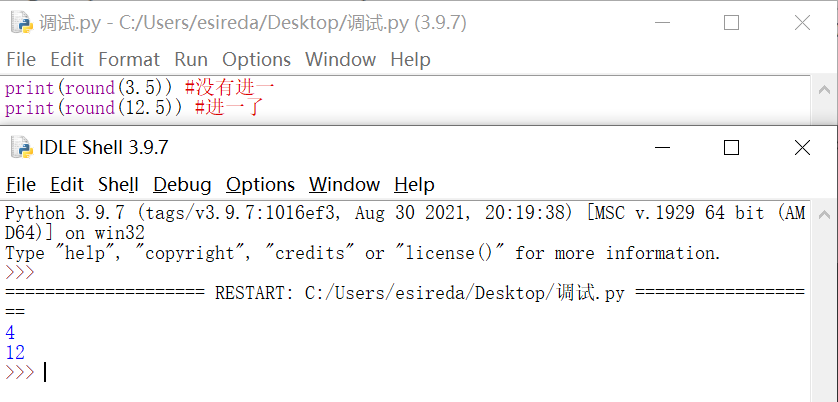 调试.py - C:/Users/esireda/Desktop/调试.py (3.9.7)
File Edit Format Run Options Window Help
print(round(3.5)) #没有进一
print(round(12.5)) #进一了
IDLE Shell 3.9.7
File Edit Shell Debug Options Window Help
Python 3.9.7 (tags/v3.9.7:1016ef3, Aug 30 2021, 20:19:38) [MSC v.1929 64 bit (AM
D64)] on win32
Type "help", "copyright", "credits" or "license()" for more information.
>>>
==================== RESTART: C:/Users/esireda/Desktop/调试.py =================
==
4
12
>>>